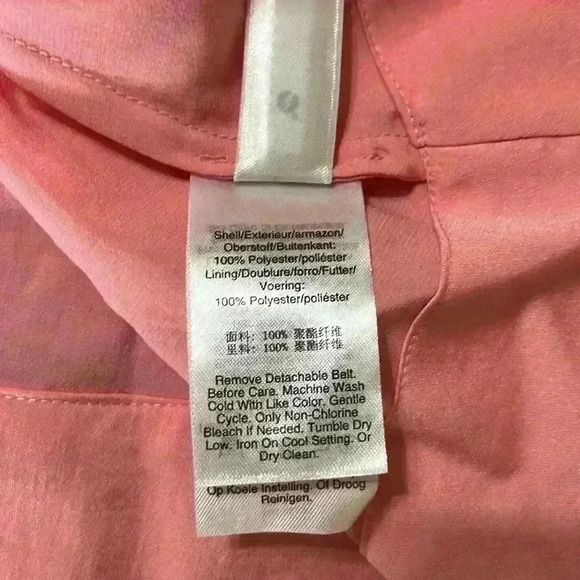 Q
Shell/Exterieur/armazon/
Oberstoff/Buitenkant:
100% Polyester/poliéster
Lining/Doublure/forro/Futter/
Voering:
100% Polyester/poliéster
面料: 100% 聚酯纤维
里料: 100% 聚酯纤维
Remove Detachable Belt.
Before Care. Machine Wash
Cold With Like Color. Gentle
Cycle. Only Non-Chlorine
Bleach if Needed. Tumble Dry
Low. Iron On Cool Setting. Or
Dry Clean.
Op Koele Instelling. Of Droog
Reinigen.